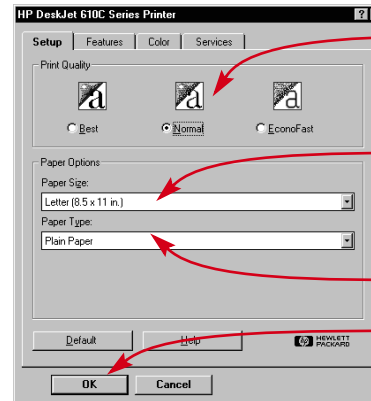 HP DeskJet 610C Series Printer ?
Setup Features Color Services
Print Quality
a a a
Best Normal EconoFast
Paper Options
Paper Size:
Letter (8.5 x 11 in.)
Paper Type:
Plain Paper
Default Help hp HEWLETT
PACKARD
OK Cancel